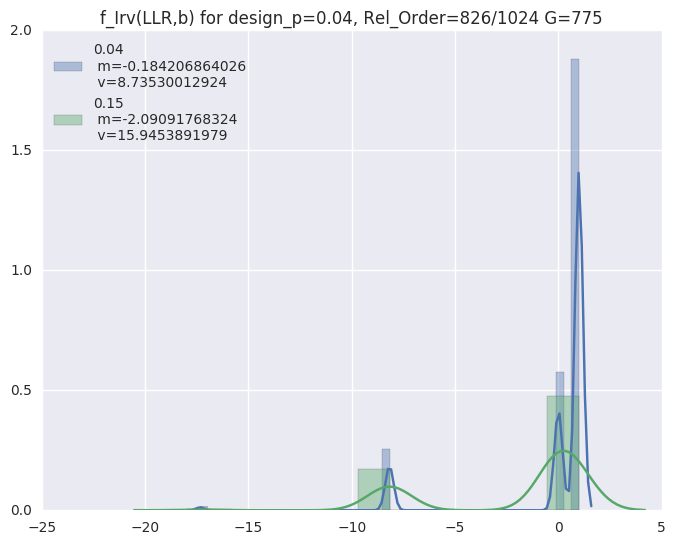 f_Irv(LLR,b) for design_p=0.04, Rel_Order=826/1024 G=775
0.04
m=-0.184206864026
v=8.73530012924
0.15
m=-2.09091768324
v=15.9453891979
2.0
1.5
1.0
0.5
0.0
-25
-20
-15
-10
-5
0
5